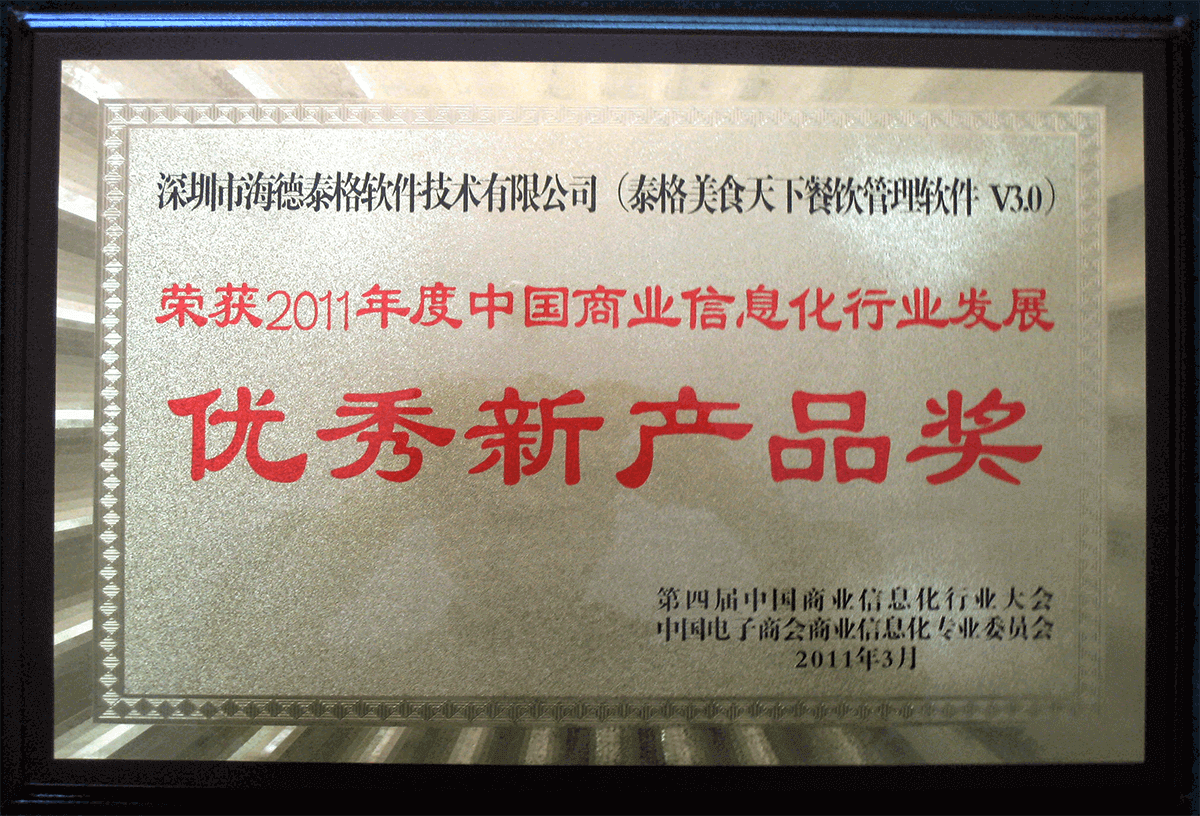 深圳市海德泰格软件技术有限公司（泰格美食天下餐饮管理软件 V3.0）
荣获2011年度中国商业信息化行业发展
优秀新产品奖
第四届中国商业信息化行业大会
中国电子商会商业信息化专业委员会
2011年3月